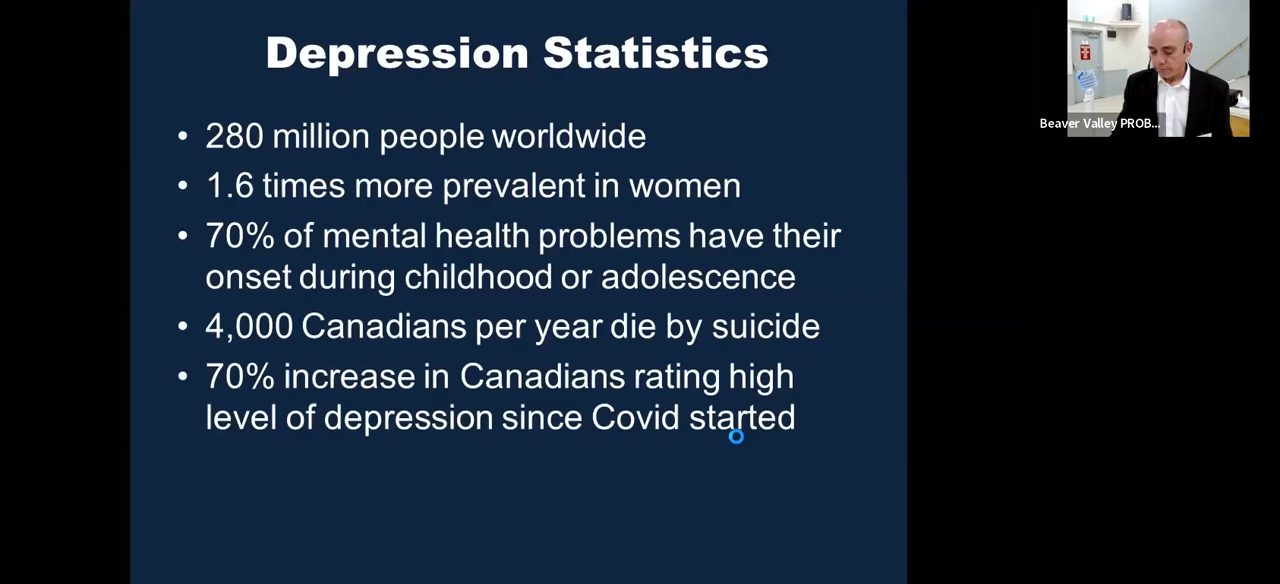 Depression Statistics
• 280 million people worldwide
• 1.6 times more prevalent in women
• 70% of mental health problems have their
onset during childhood or adolescence
• 4,000 Canadians per year die by suicide
• 70% increase in Canadians rating high
level of depression since Covid started
Beaver Valley PROB...